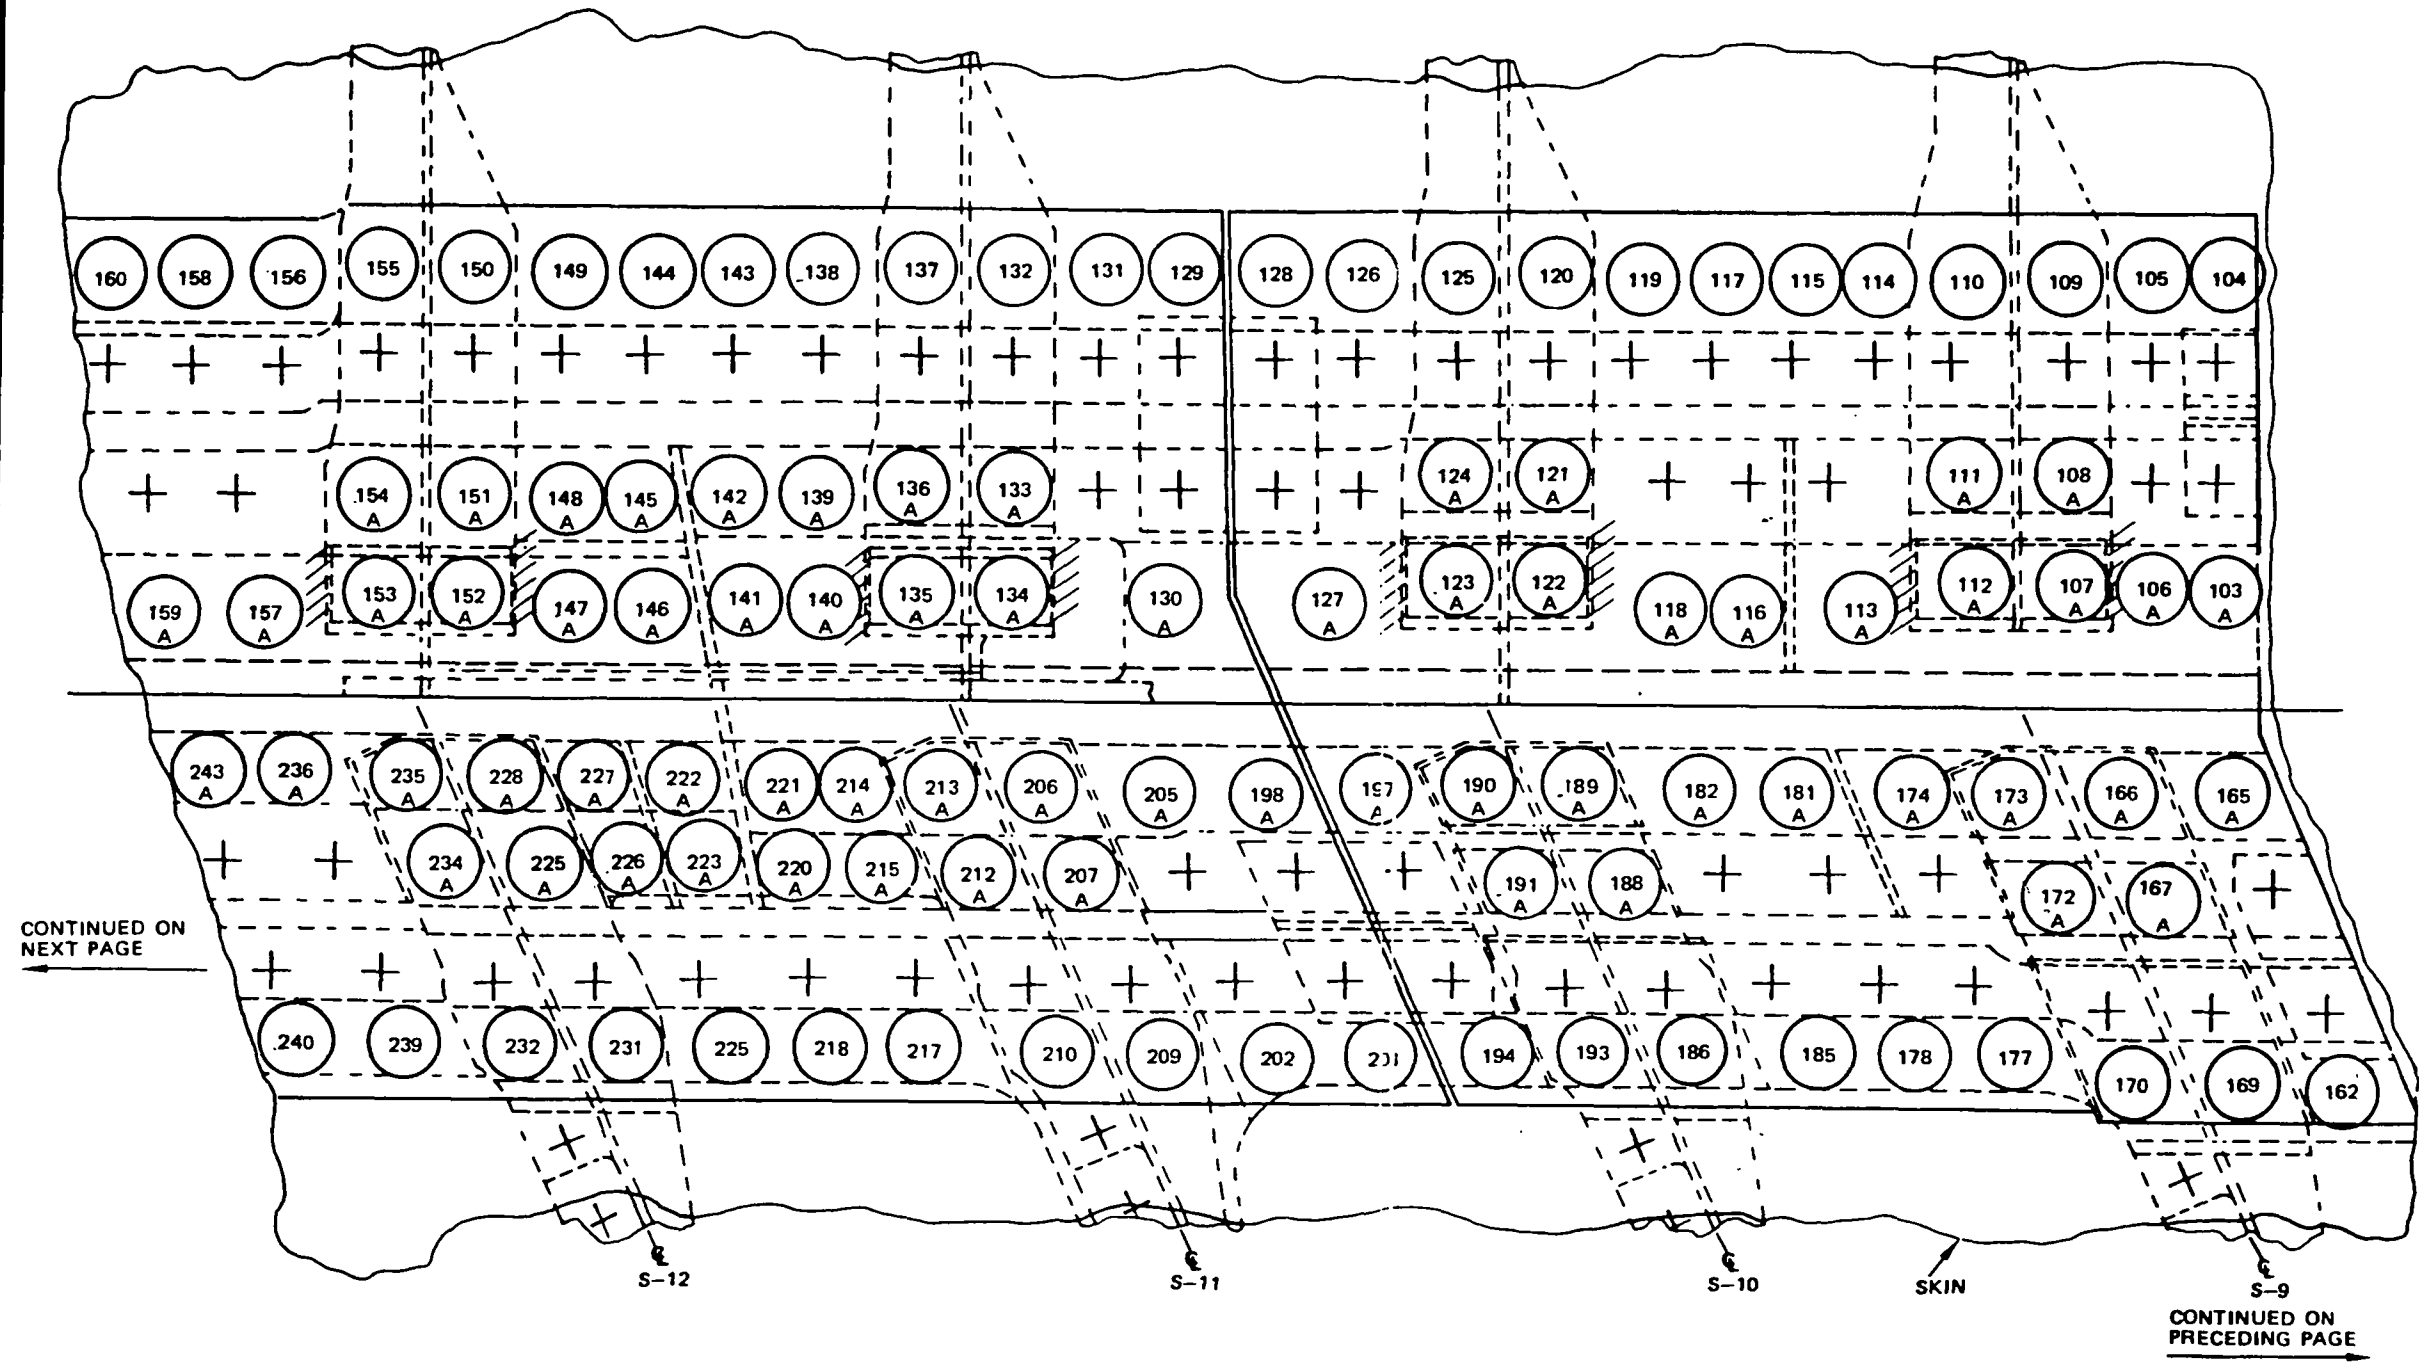 160 158 156 155 150 149 144 143 138 137 132 131 129 128 126 125 120 119 117 115 114 110 109 105 104
154 A 151 A 148 A 145 A 142 A 139 A 136 A 133 A 124 A 121 A 111 A 108 A
159 A 157 A 153 A 152 A 147 A 146 A 141 A 140 A 135 A 134 A 130 A 127 A 123 A 122 A 118 A 116 A 113 A 112 A 107 A 106 A 103 A
243 A 236 A 235 A 228 A 227 A 222 A 221 A 214 A 213 A 206 A 205 A 198 A 197 A 190 A 189 A 182 A 181 A 174 A 173 A 166 A 165 A
234 A 225 A 226 A 223 A 220 A 215 A 212 A 207 A 191 A 188 A 172 A 167 A
CONTINUED ON
NEXT PAGE
240 239 232 231 225 218 217 210 209 202 201 194 193 186 185 178 177 170 169 162
S-12 S-11 S-10 SKIN S-9
CONTINUED ON
PRECEDING PAGE